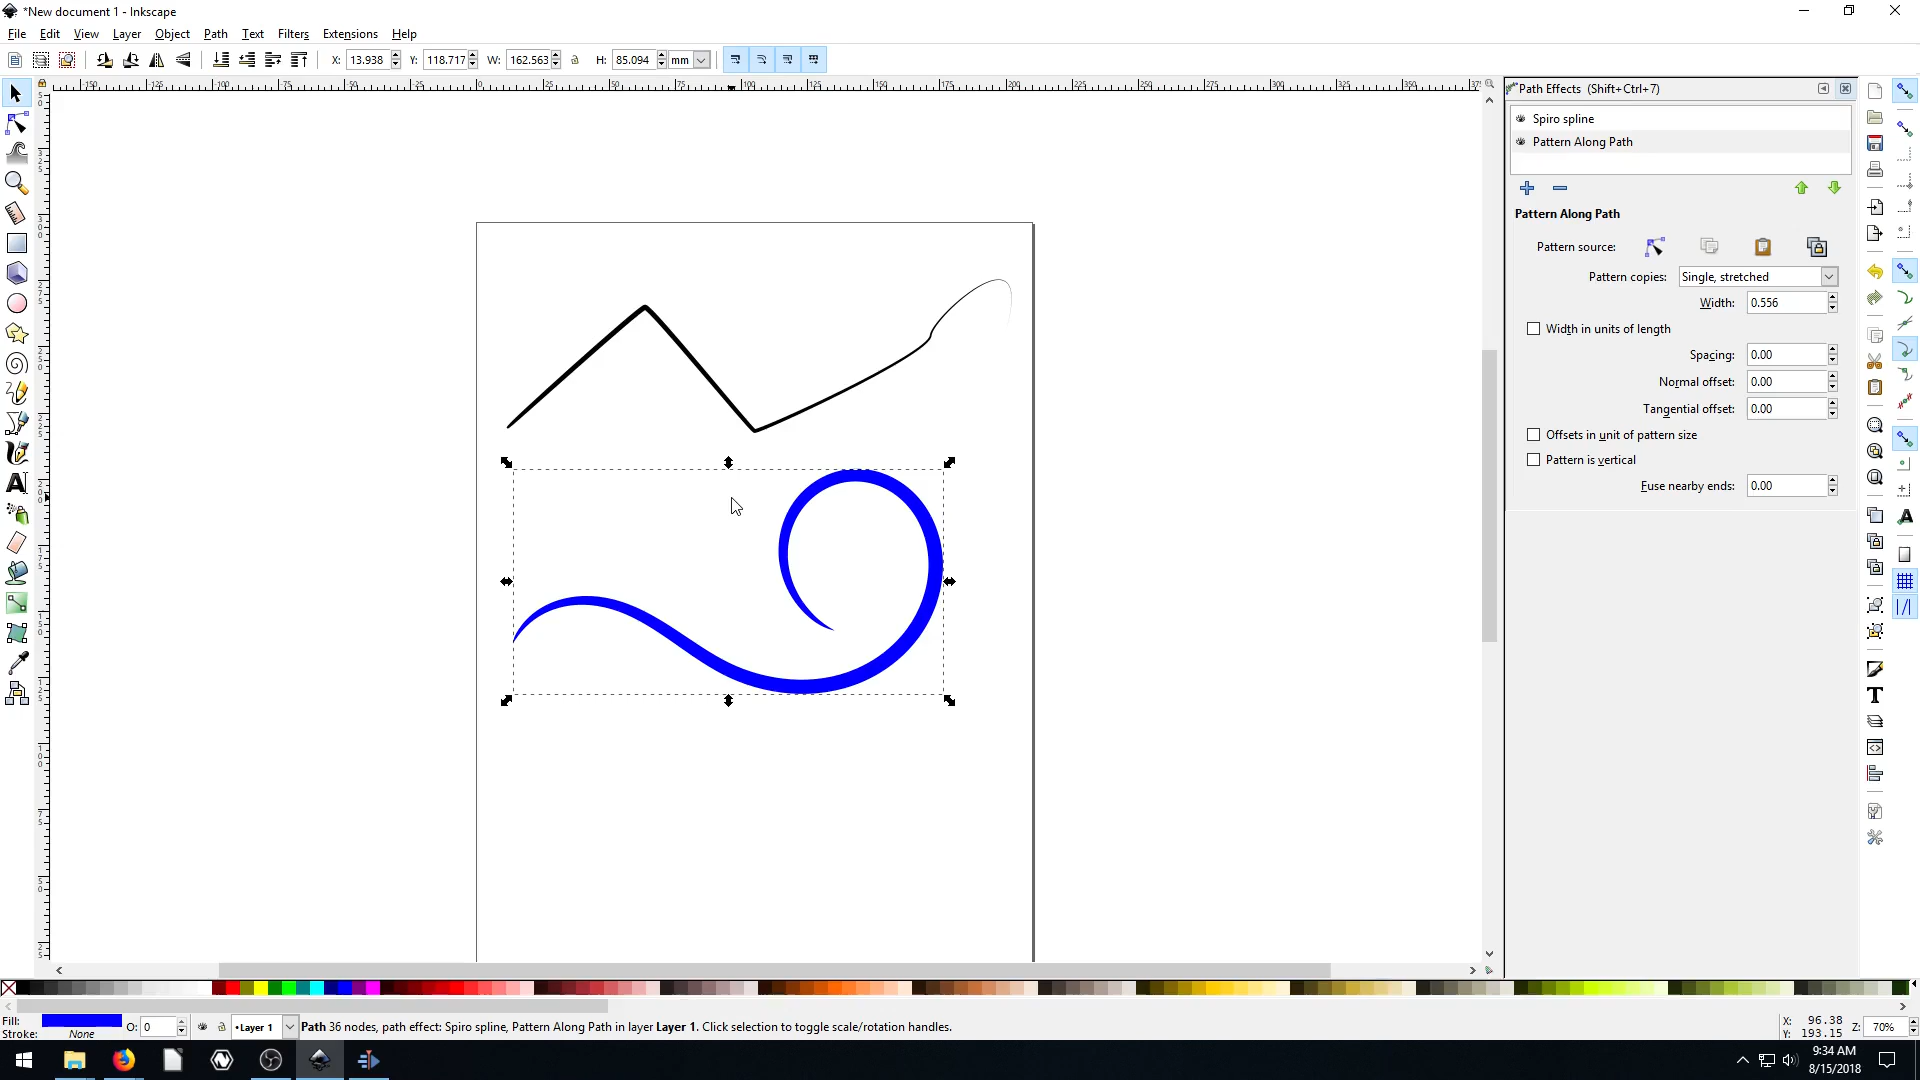 *New document 1 - Inkscape
File Edit View Layer Object Path Text Filters Extensions Help
X: 13.938 Y: 118.717 W: 162.563 H: 85.094 mm
Path Effects (Shift+Ctrl+7)
Spiro spline
Pattern Along Path
Pattern Along Path
Pattern source:
Pattern copies: Single, stretched
Width: 0.556
Width in units of length
Spacing: 0.00
Normal offset: 0.00
Tangential offset: 0.00
Offsets in unit of pattern size
Pattern is vertical
Fuse nearby ends: 0.00
Fill:
Stroke: None
O: 0
•Layer 1
Path 36 nodes, path effect: Spiro spline, Pattern Along Path in layer Layer 1. Click selection to toggle scale/rotation handles.
X: 96.38
Y: 193.15
Z: 70%
9:34 AM
8/15/2018